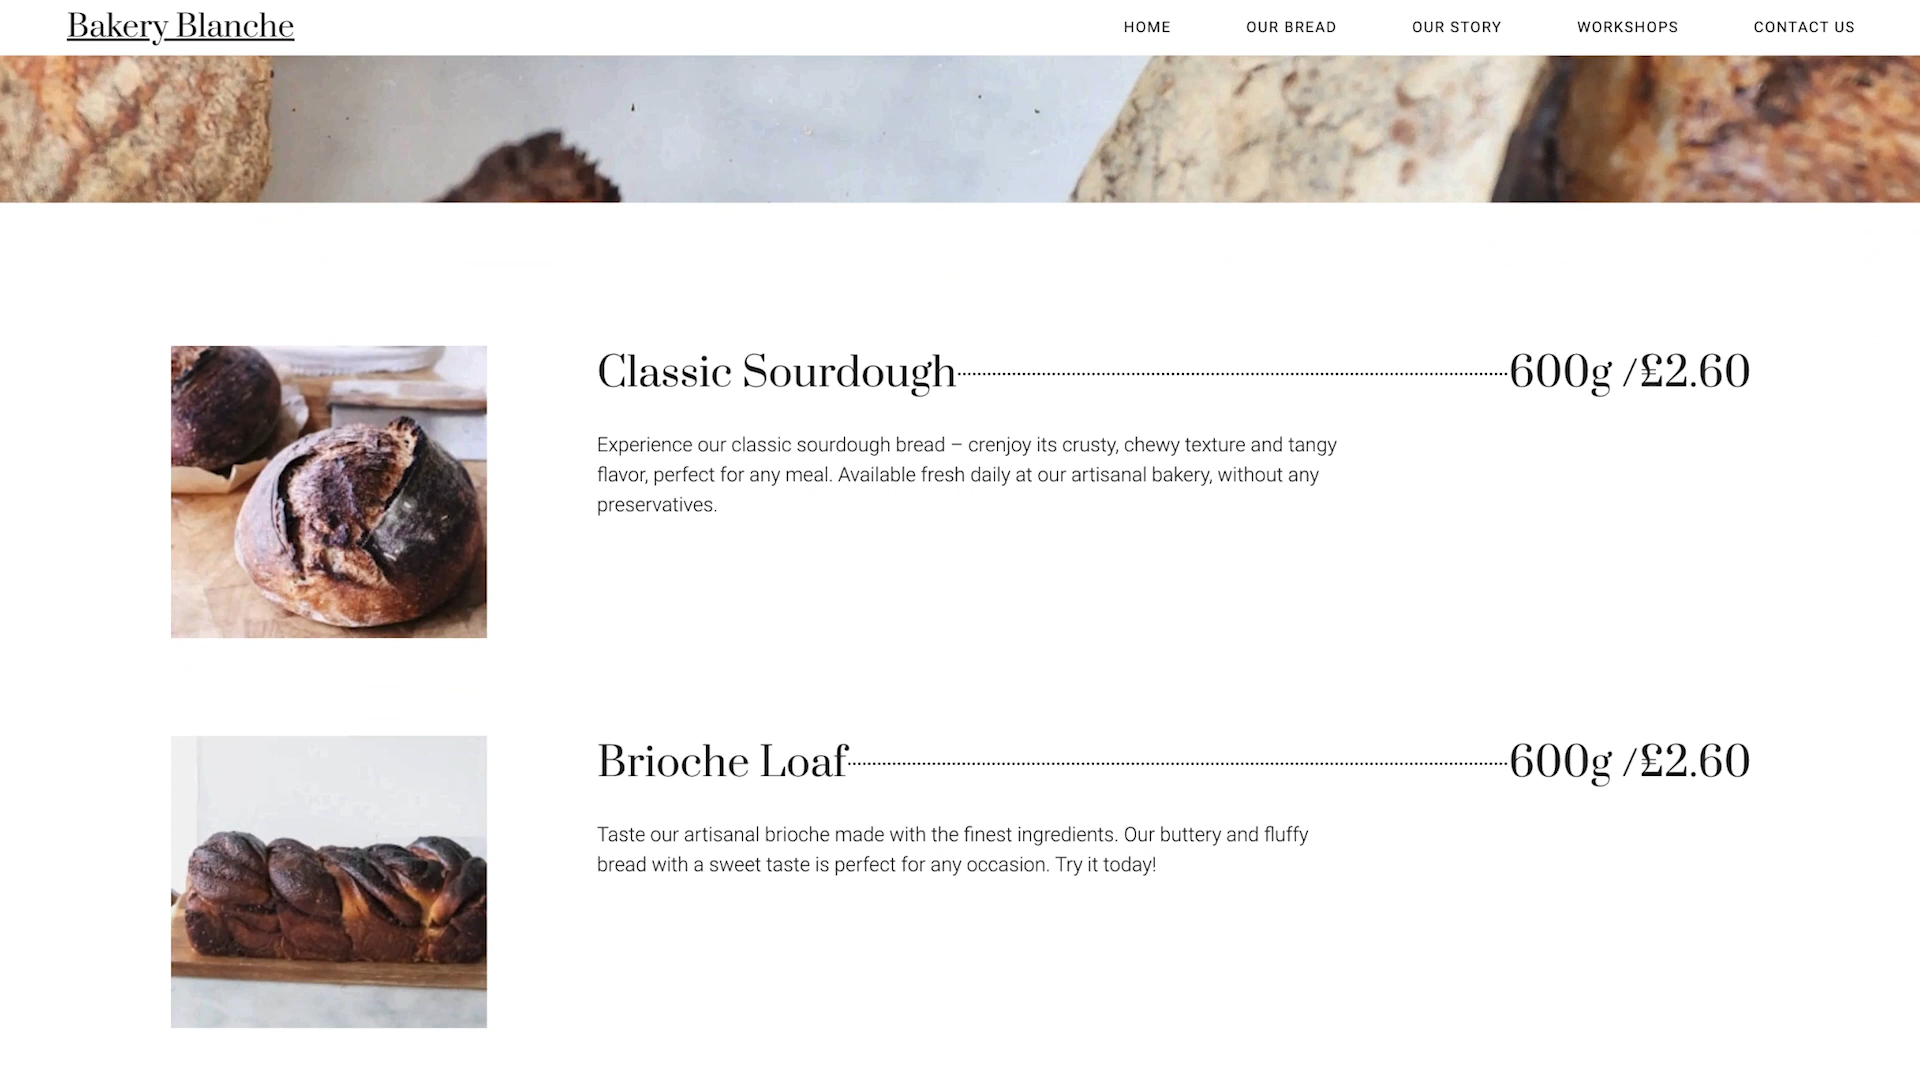 Bakery Blanche
HOME OUR BREAD OUR STORY WORKSHOPS CONTACT US
Classic Sourdough 600g /£2.60
Experience our classic sourdough bread – crenjoy its crusty, chewy texture and tangy
flavor, perfect for any meal. Available fresh daily at our artisanal bakery, without any
preservatives.
Brioche Loaf 600g /£2.60
Taste our artisanal brioche made with the finest ingredients. Our buttery and fluffy
bread with a sweet taste is perfect for any occasion. Try it today!